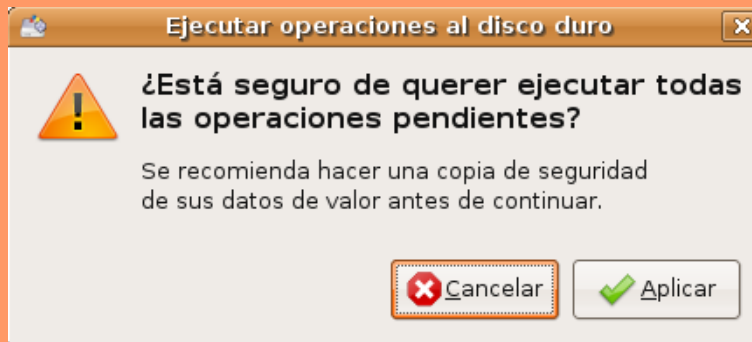 Ejecutar operaciones al disco duro
¿Está seguro de querer ejecutar todas
las operaciones pendientes?
Se recomienda hacer una copia de seguridad
de sus datos de valor antes de continuar.
Cancelar Aplicar